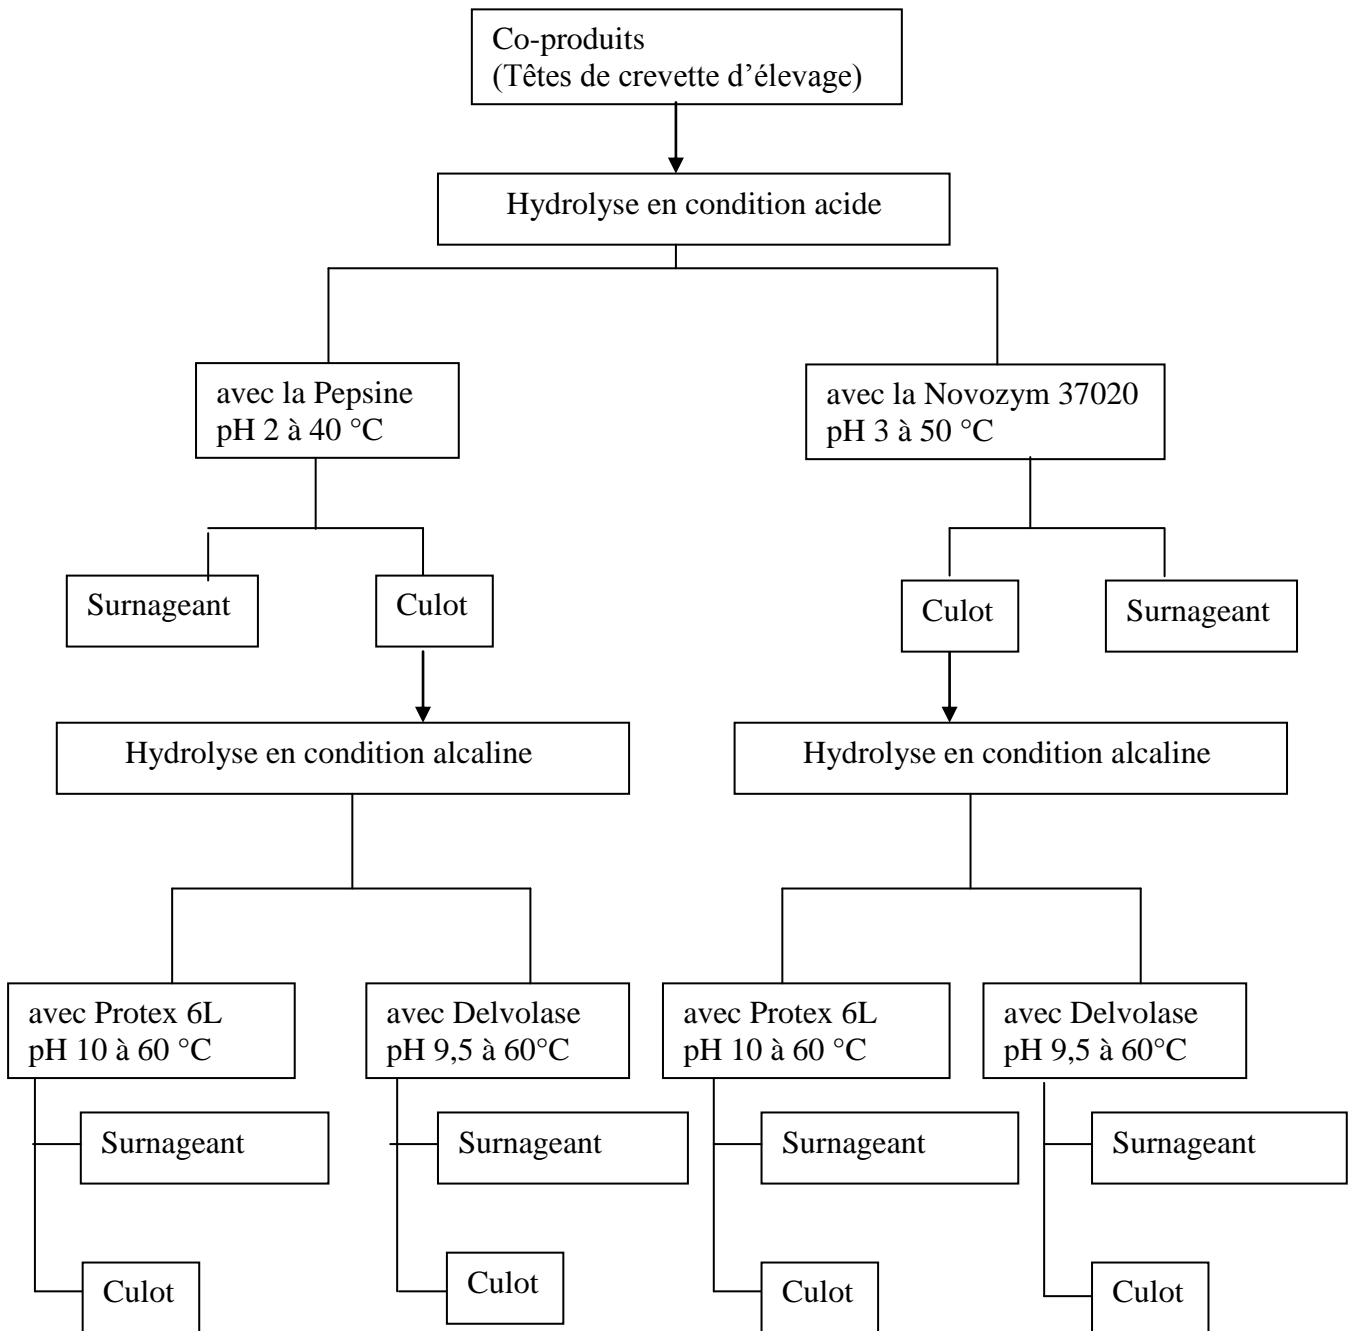 Co-produits
(Têtes de crevette d’élevage)
Hydrolyse en condition acide
avec la Pepsine
pH 2 à 40 °C
avec la Novozym 37020
pH 3 à 50 °C
Surnageant
Culot
Culot
Surnageant
Hydrolyse en condition alcaline
Hydrolyse en condition alcaline
avec Protex 6L
pH 10 à 60 °C
avec Delvolase
pH 9,5 à 60°C
avec Protex 6L
pH 10 à 60 °C
avec Delvolase
pH 9,5 à 60°C
Surnageant
Surnageant
Surnageant
Surnageant
Culot
Culot
Culot
Culot